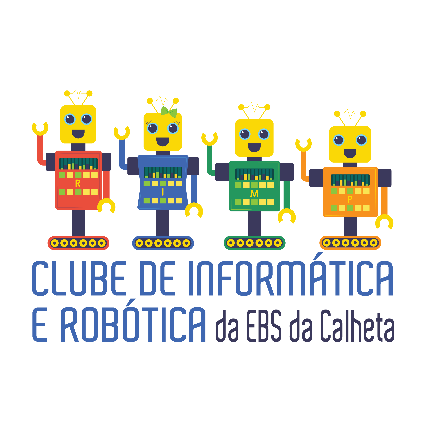 R I M P
CLUBE DE INFORMÁTICA
E ROBÓTICA da EBS da Calheta